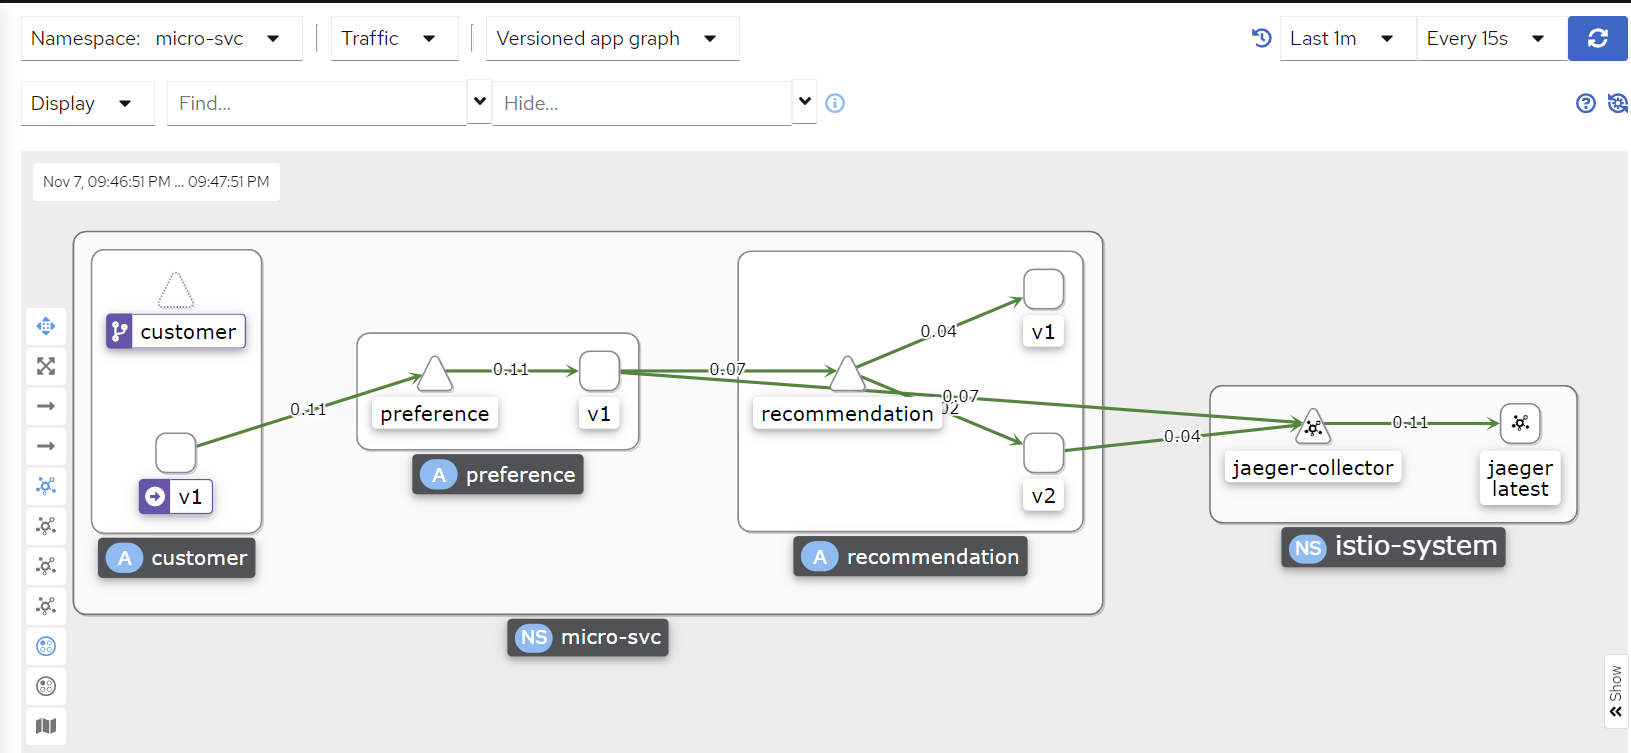 Namespace: micro-svc
Traffic
Versioned app graph
Last 1m
Every 15s
Display
Find...
Hide...
Nov 7, 09:46:51 PM ... 09:47:51 PM
customer
v1
A customer
0.11
preference
0.11
v1
A preference
0.07
recommendation
0.04
v1
0.07
02
v2
A recommendation
NS micro-svc
0.04
jaeger-collector
0.11
jaeger
latest
NS istio-system
Show